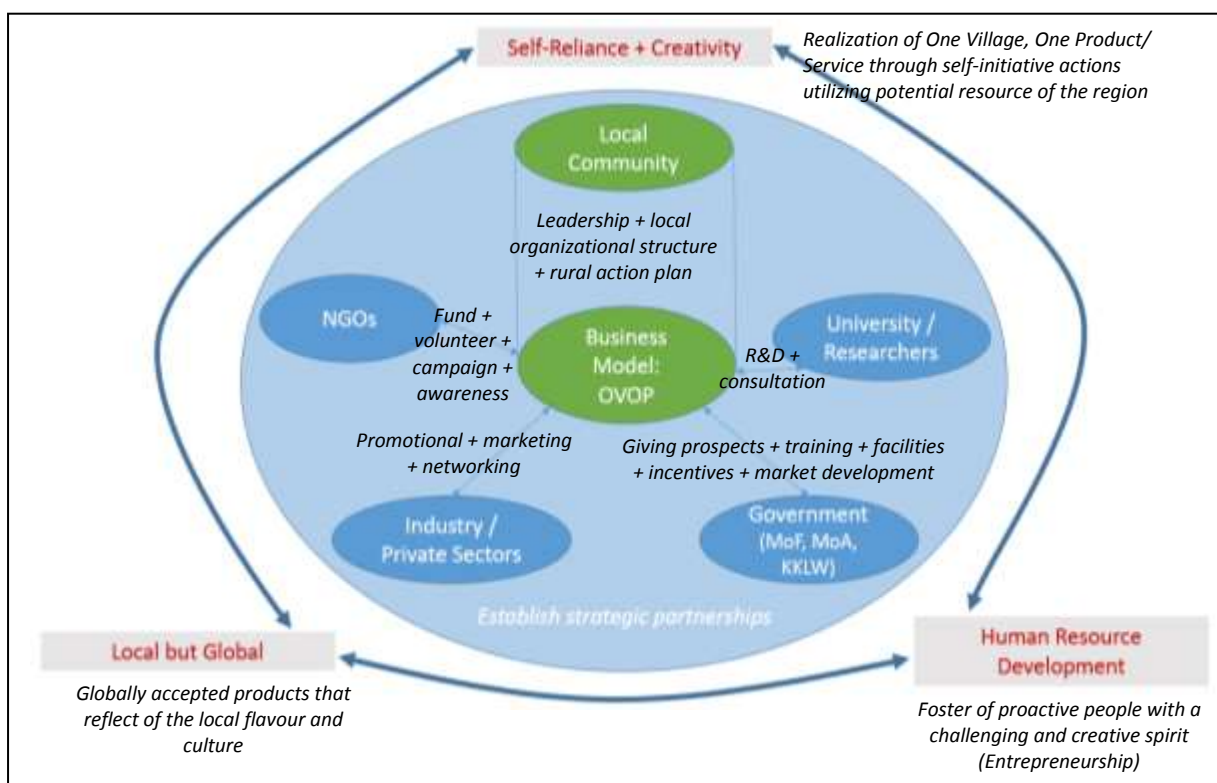 Self-Reliance + Creativity
Realization of One Village, One Product/
Service through self-initiative actions
utilizing potential resource of the region
Local
Community
Leadership + local
organizational structure
+ rural action plan
NGOs
Fund +
volunteer +
campaign +
awareness
Business
Model:
OVOP
R&D +
consultation
University /
Researchers
Promotional + marketing
+ networking
Giving prospects + training + facilities
+ incentives + market development
Industry /
Private Sectors
Government
(MoF, MoA,
KKLW)
Establish strategic partnerships
Local but Global
Globally accepted products that
reflect of the local flavour and
culture
Human Resource
Development
Foster of proactive people with a
challenging and creative spirit
(Entrepreneurship)